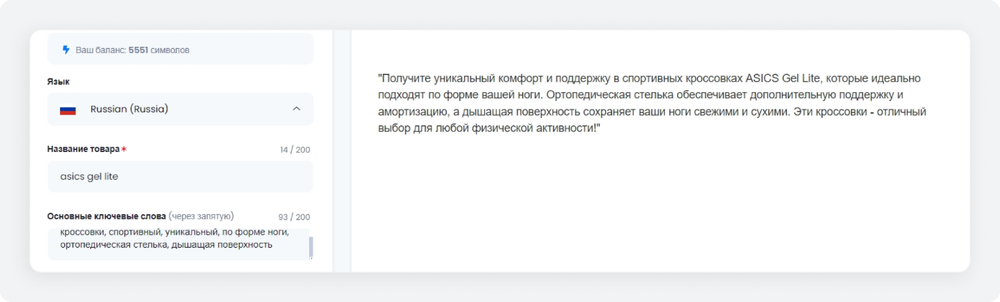 Ваш баланс: 5551 символов
Язык
Russian (Russia)
Название товара *
14 / 200
asics gel lite
Основные ключевые слова (через запятую)
93 / 200
кроссовки, спортивный, уникальный, по форме ноги,
ортопедическая стелька, дышащая поверхность
"Получите уникальный комфорт и поддержку в спортивных кроссовках ASICS Gel Lite, которые идеально
подходят по форме вашей ноги. Ортопедическая стелька обеспечивает дополнительную поддержку и
амортизацию, а дышащая поверхность сохраняет ваши ноги свежими и сухими. Эти кроссовки - отличный
выбор для любой физической активности!"